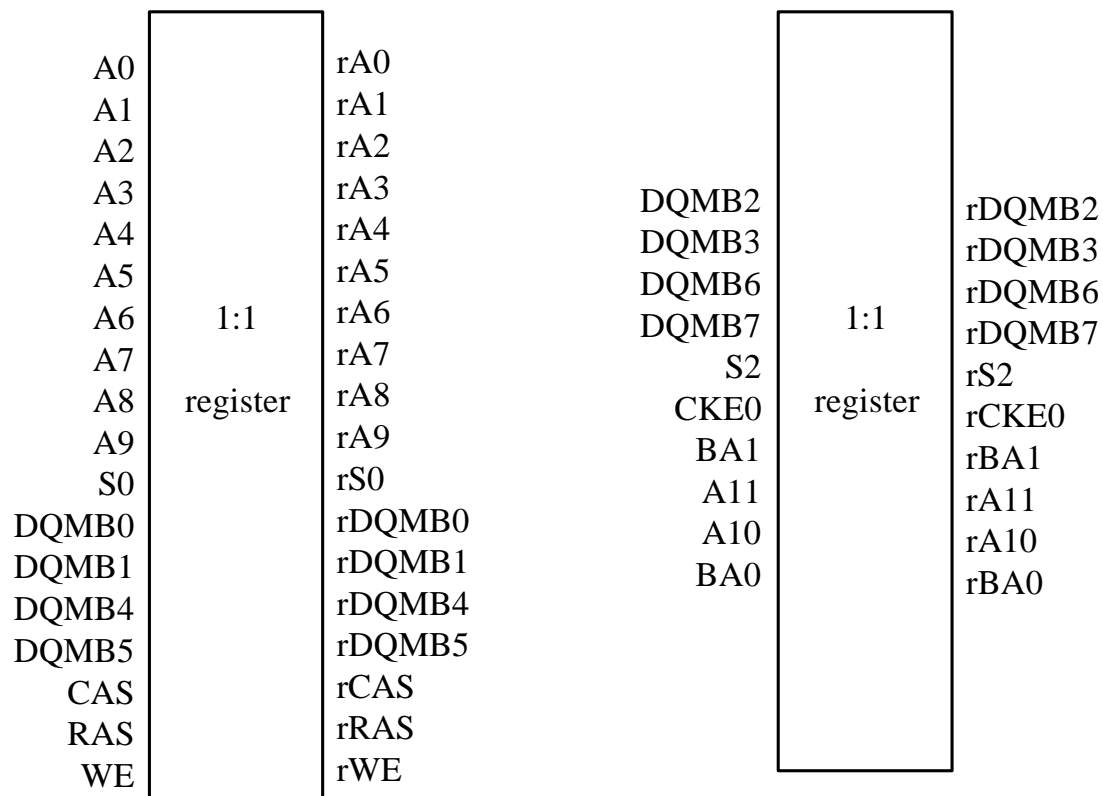 A0
A1
A2
A3
A4
A5
A6
A7
A8
A9
S0
DQMB0
DQMB1
DQMB4
DQMB5
CAS
RAS
WE
1:1
register
rA0
rA1
rA2
rA3
rA4
rA5
rA6
rA7
rA8
rA9
rS0
rDQMB0
rDQMB1
rDQMB4
rDQMB5
rCAS
rRAS
rWE
DQMB2
DQMB3
DQMB6
DQMB7
S2
CKE0
BA1
A11
A10
BA0
1:1
register
rDQMB2
rDQMB3
rDQMB6
rDQMB7
rS2
rCKE0
rBA1
rA11
rA10
rBA0